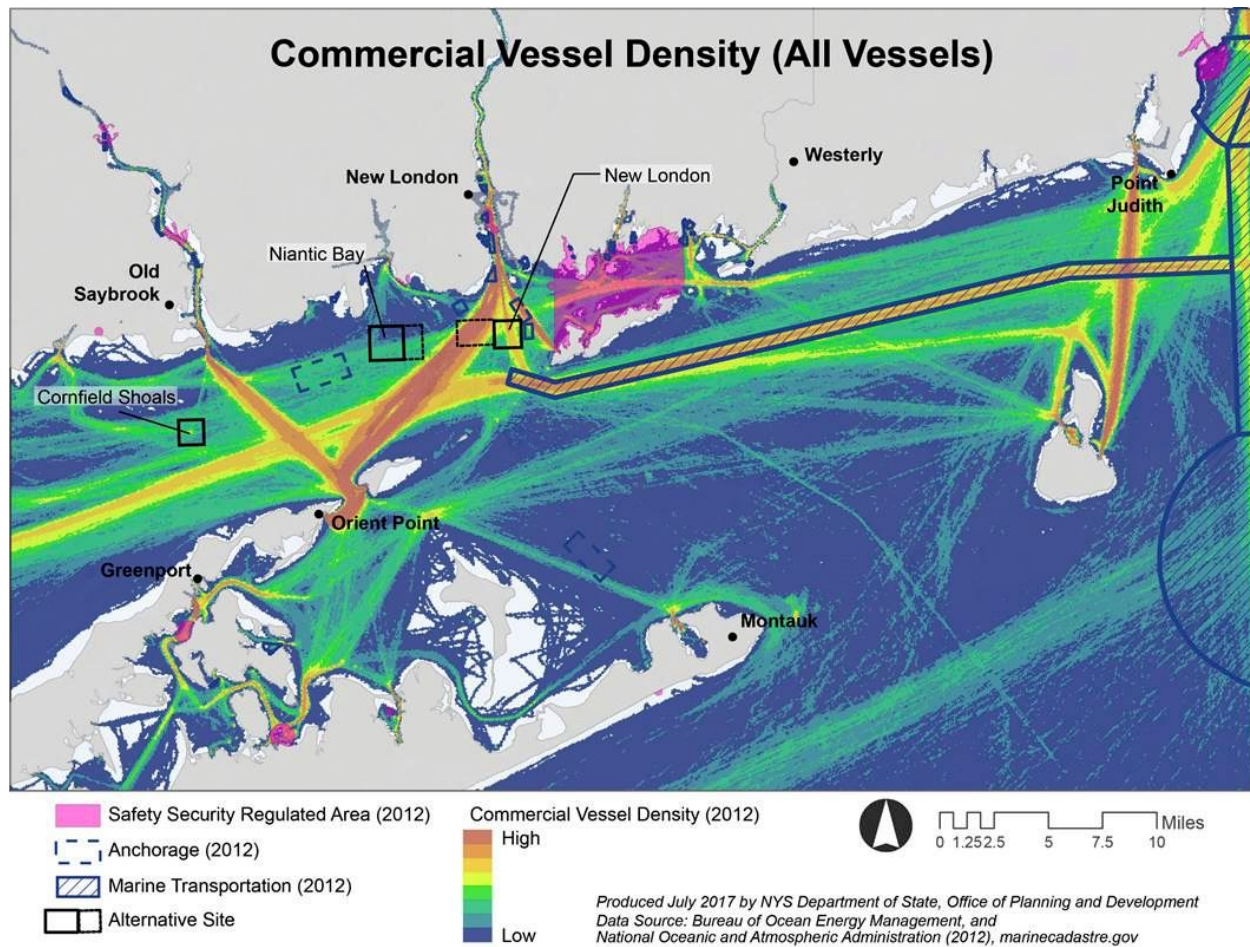 Commercial Vessel Density (All Vessels)
Westerly
New London
New London
Point
Judith
Niantic Bay
Old
Saybrook
Cornfield Shoals
Orient Point
Greenport
Montauk
Safety Security Regulated Area (2012)
Anchorage (2012)
Marine Transportation (2012)
Alternative Site
Commercial Vessel Density (2012)
High
Low
Miles
0 1.25 2.5 5 7.5 10
Produced July 2017 by NYS Department of State, Office of Planning and Development
Data Source: Bureau of Ocean Energy Management, and
National Oceanic and Atmospheric Administration (2012), marinecadastre.gov